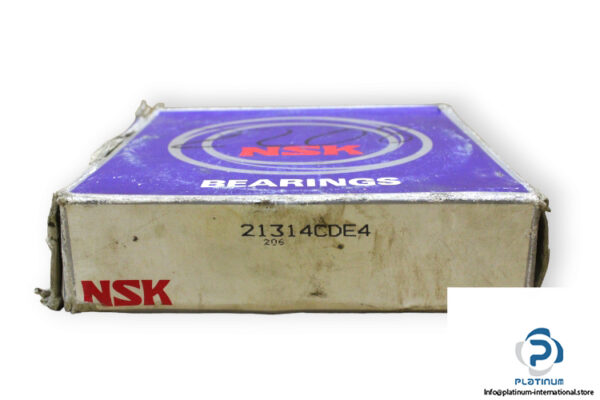 NSK
BEARINGS
21314CDE4
206
NSK
PLATINUM
Info@platinum-international.store